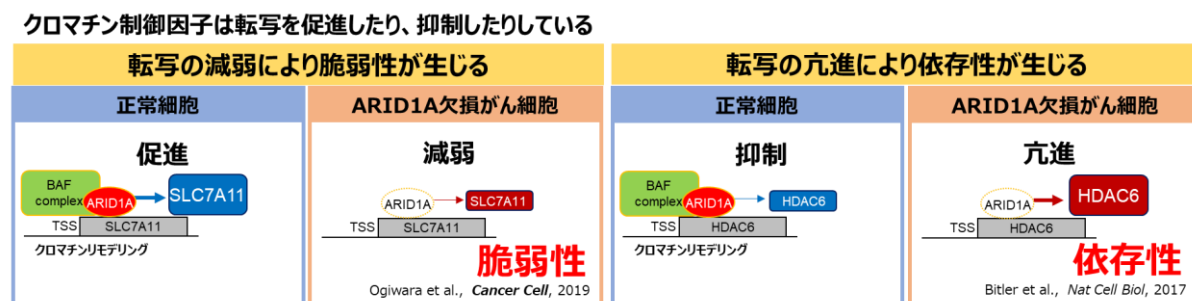 クロマチン制御因子は転写を促進したり、抑制したりしている
転写の減弱により脆弱性が生じる
正常細胞
促進
BAF
complex
ARID1A
SLC7A11
TSS
SLC7A11
クロマチンリモデリング
ARID1A欠損がん細胞
減弱
ARID1A
SLC7A11
TSS
SLC7A11
脆弱性
Ogiwara et al., Cancer Cell, 2019
転写の亢進により依存性が生じる
正常細胞
抑制
BAF
complex
ARID1A
HDAC6
TSS
HDAC6
クロマチンリモデリング
ARID1A欠損がん細胞
亢進
ARID1A
HDAC6
TSS
HDAC6
依存性
Bitler et al., Nat Cell Biol, 2017